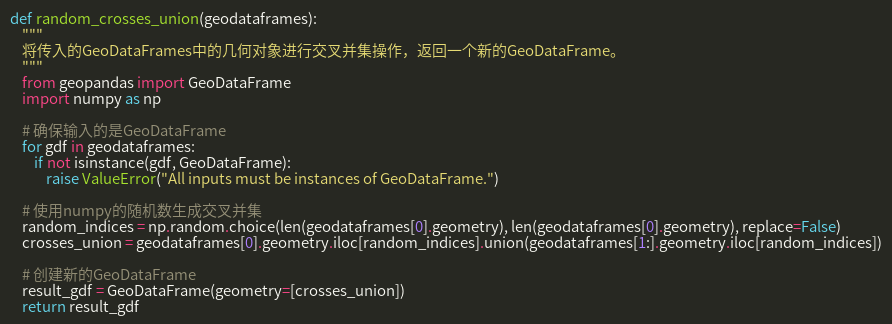 def random_crosses_union(geodataframes):
    """
    将传入的GeoDataFrames中的几何对象进行交叉并集操作，返回一个新的GeoDataFrame。
    """
    from geopandas import GeoDataFrame
    import numpy as np

    # 确保输入的是GeoDataFrame
    for gdf in geodataframes:
        if not isinstance(gdf, GeoDataFrame):
            raise ValueError("All inputs must be instances of GeoDataFrame.")

    # 使用numpy的随机数生成交叉并集
    random_indices = np.random.choice(len(geodataframes[0].geometry), len(geodataframes[0].geometry), replace=False)
    crosses_union = geodataframes[0].geometry.iloc[random_indices].union(geodataframes[1:].geometry.iloc[random_indices])

    # 创建新的GeoDataFrame
    result_gdf = GeoDataFrame(geometry=[crosses_union])
    return result_gdf